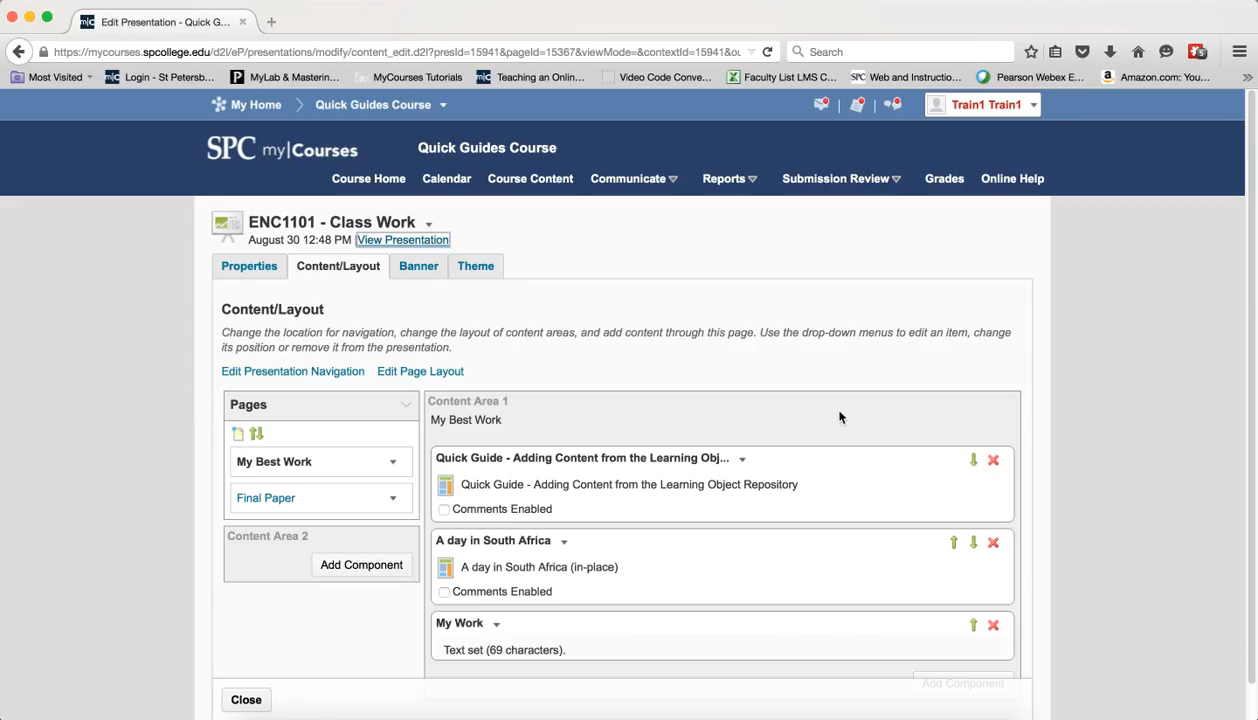 Edit Presentation - Quick G...
https://mycourses.spcollege.edu/d2l/eP/presentations/modify/content_edit.d2l?presId=15941&pageId=15367&viewMode=&contextId=15941&ou
Search
Most Visited
Login - St Petersb...
MyLab & Mastering...
MyCourses Tutorials
Teaching an Onlin...
Video Code Conve...
Faculty List LMS C...
Web and Instructio...
Pearson Webex E...
Amazon.com: You...
My Home
Quick Guides Course
Train1 Train1
SPC my|Courses
Quick Guides Course
Course Home
Calendar
Course Content
Communicate
Reports
Submission Review
Grades
Online Help
ENC1101 - Class Work
August 30 12:48 PM View Presentation
Properties
Content/Layout
Banner
Theme
Content/Layout
Change the location for navigation, change the layout of content areas, and add content through this page. Use the drop-down menus to edit an item, change
its position or remove it from the presentation.
Edit Presentation Navigation
Edit Page Layout
Pages
My Best Work
Final Paper
Content Area 2
Add Component
Content Area 1
My Best Work
Quick Guide - Adding Content from the Learning Obj...
Quick Guide - Adding Content from the Learning Object Repository
Comments Enabled
A day in South Africa
A day in South Africa (in-place)
Comments Enabled
My Work
Text set (69 characters).
Add Component
Close